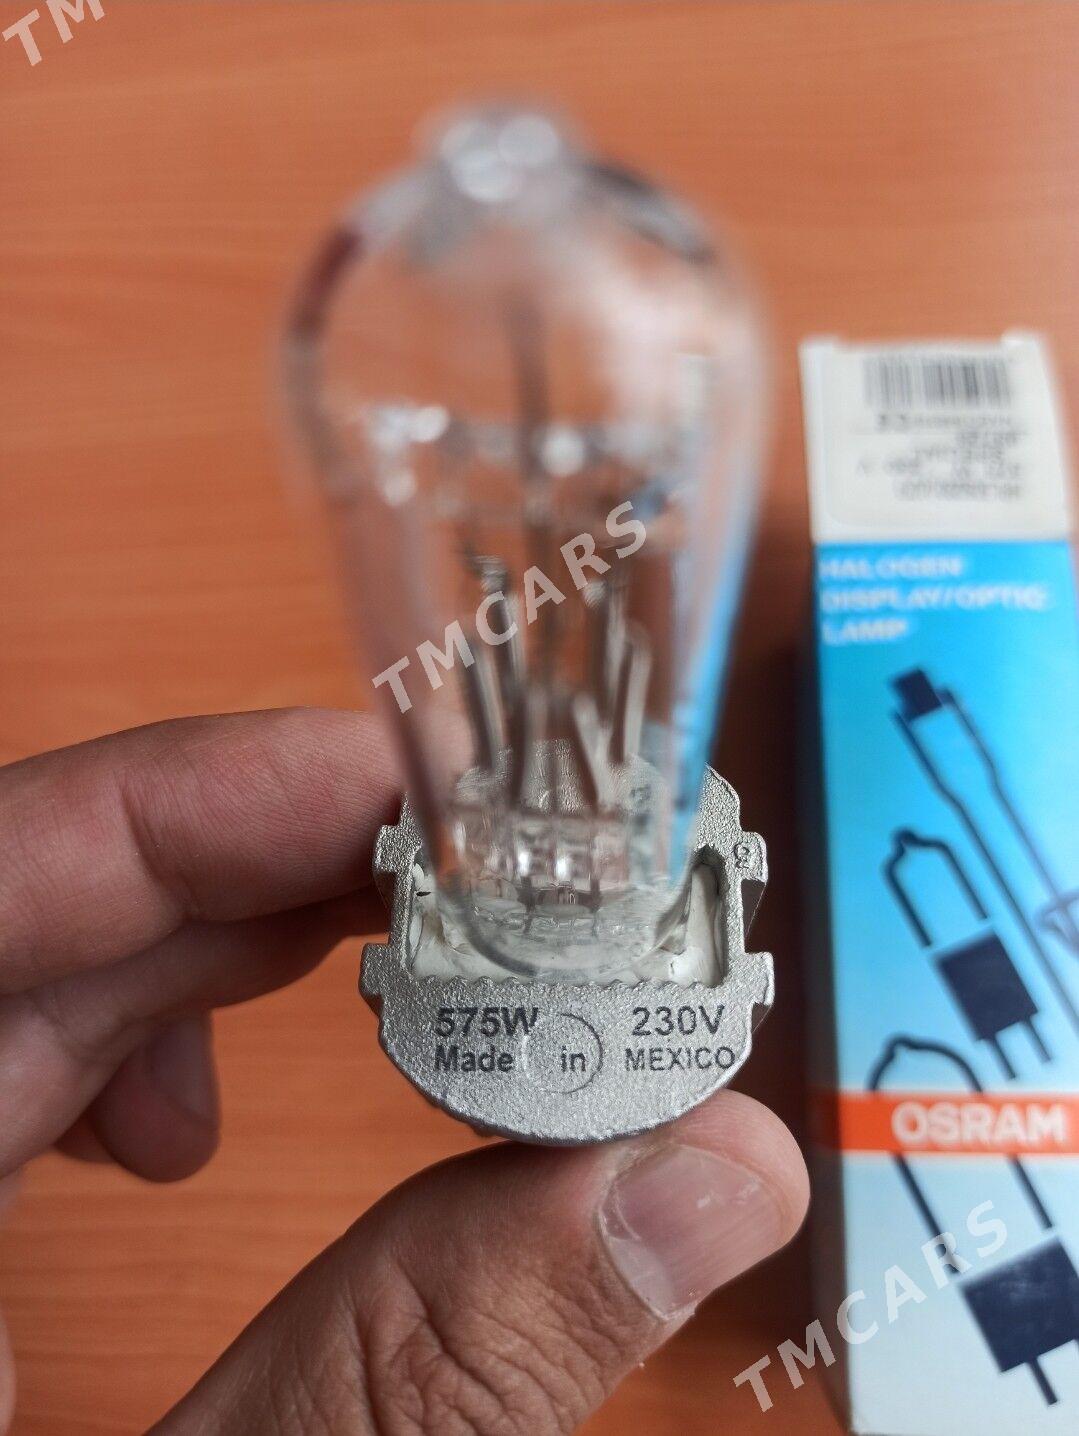 TM
TMCARS
575W 230V
Made in MEXICO
HALOGEN
DISPLAY/OPTIC
LAMP
OSRAM
TMCARS